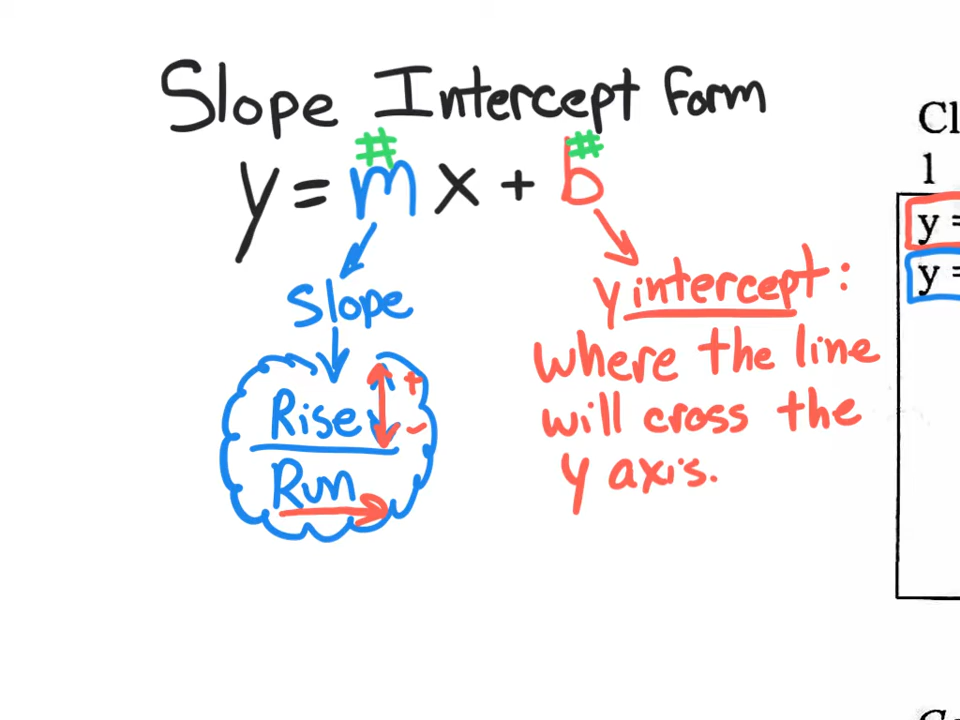 Slope Intercept Form
# #
y = m x + b
Slope
y intercept:
where the line
will cross the
y axis.
Rise + -
Run
Cl
1
y =
y =